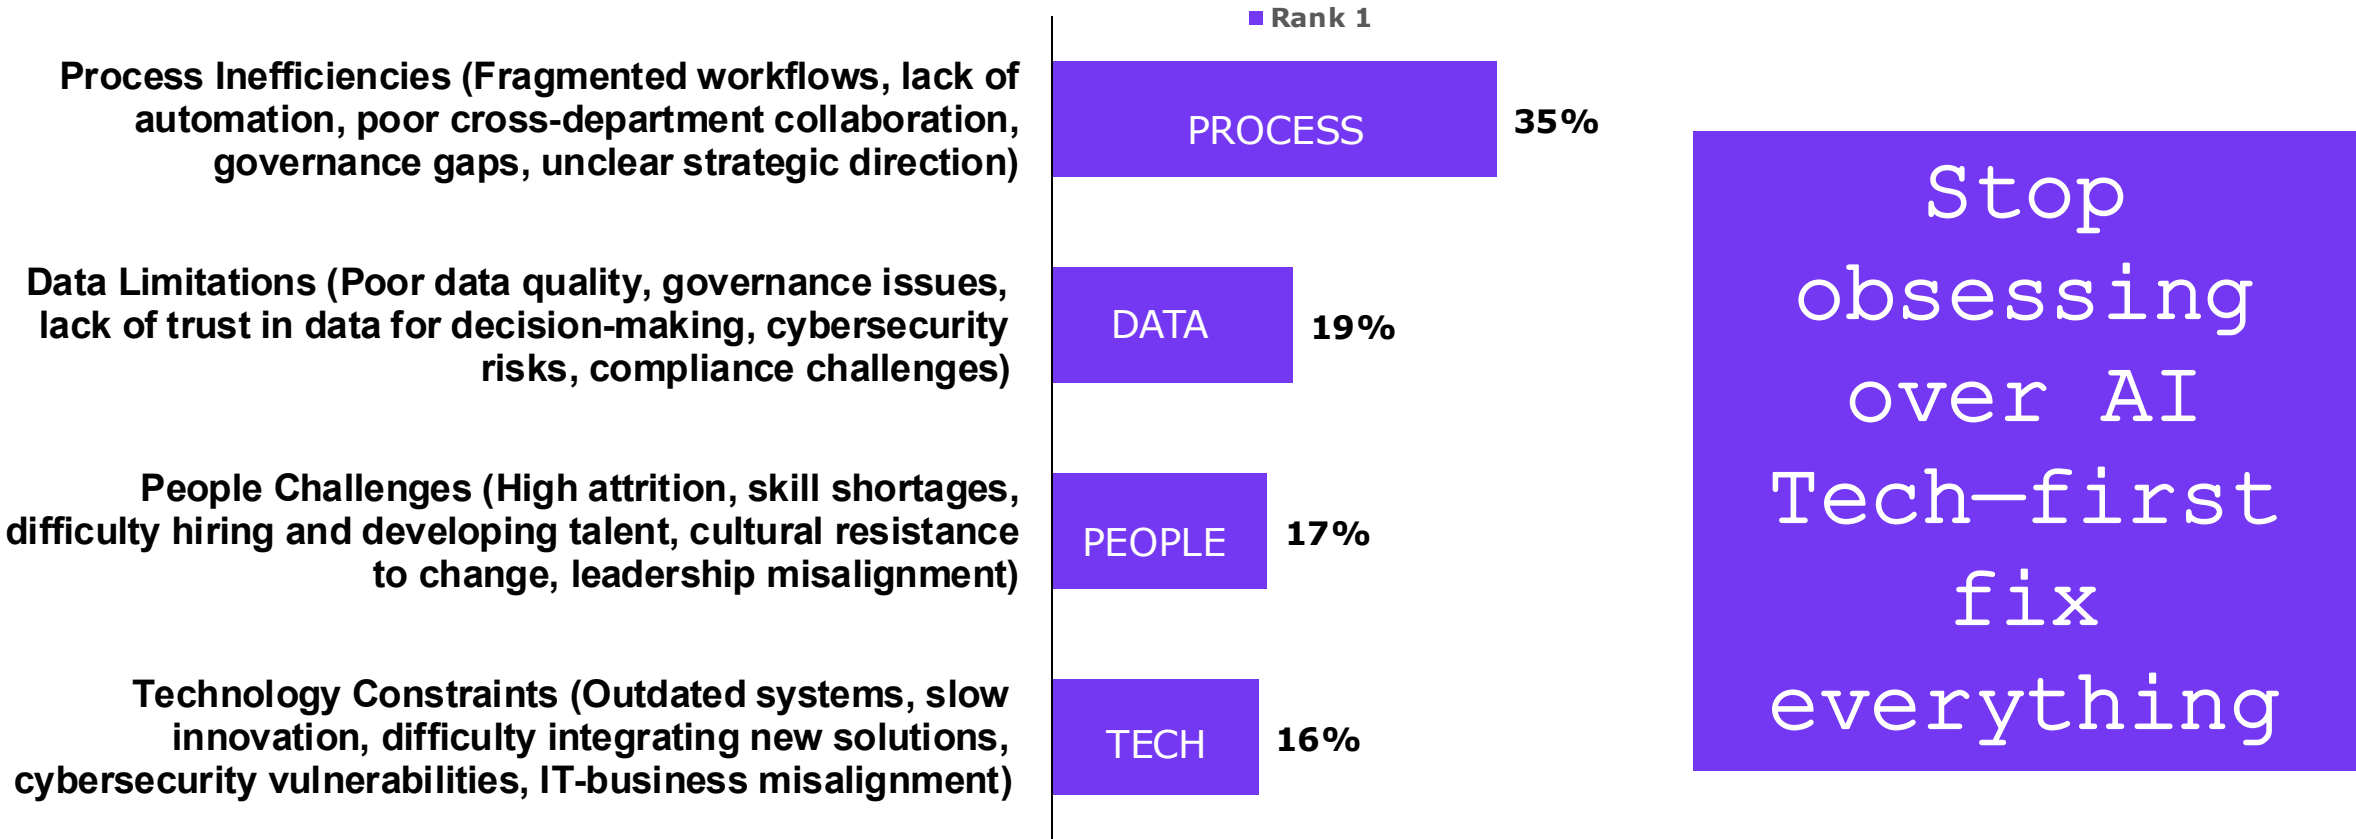 Rank 1
Process Inefficiencies (Fragmented workflows, lack of
automation, poor cross-department collaboration,
governance gaps, unclear strategic direction)
PROCESS
35%
Data Limitations (Poor data quality, governance issues,
lack of trust in data for decision-making, cybersecurity
risks, compliance challenges)
DATA
19%
People Challenges (High attrition, skill shortages,
difficulty hiring and developing talent, cultural resistance
to change, leadership misalignment)
PEOPLE
17%
Technology Constraints (Outdated systems, slow
innovation, difficulty integrating new solutions,
cybersecurity vulnerabilities, IT-business misalignment)
TECH
16%
Stop
obsessing
over AI
Tech—first
fix
everything